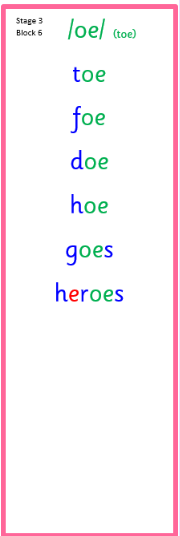 Stage 3
Block 6
/oe/ (toe)
toe
foe
doe
hoe
goes
heroes